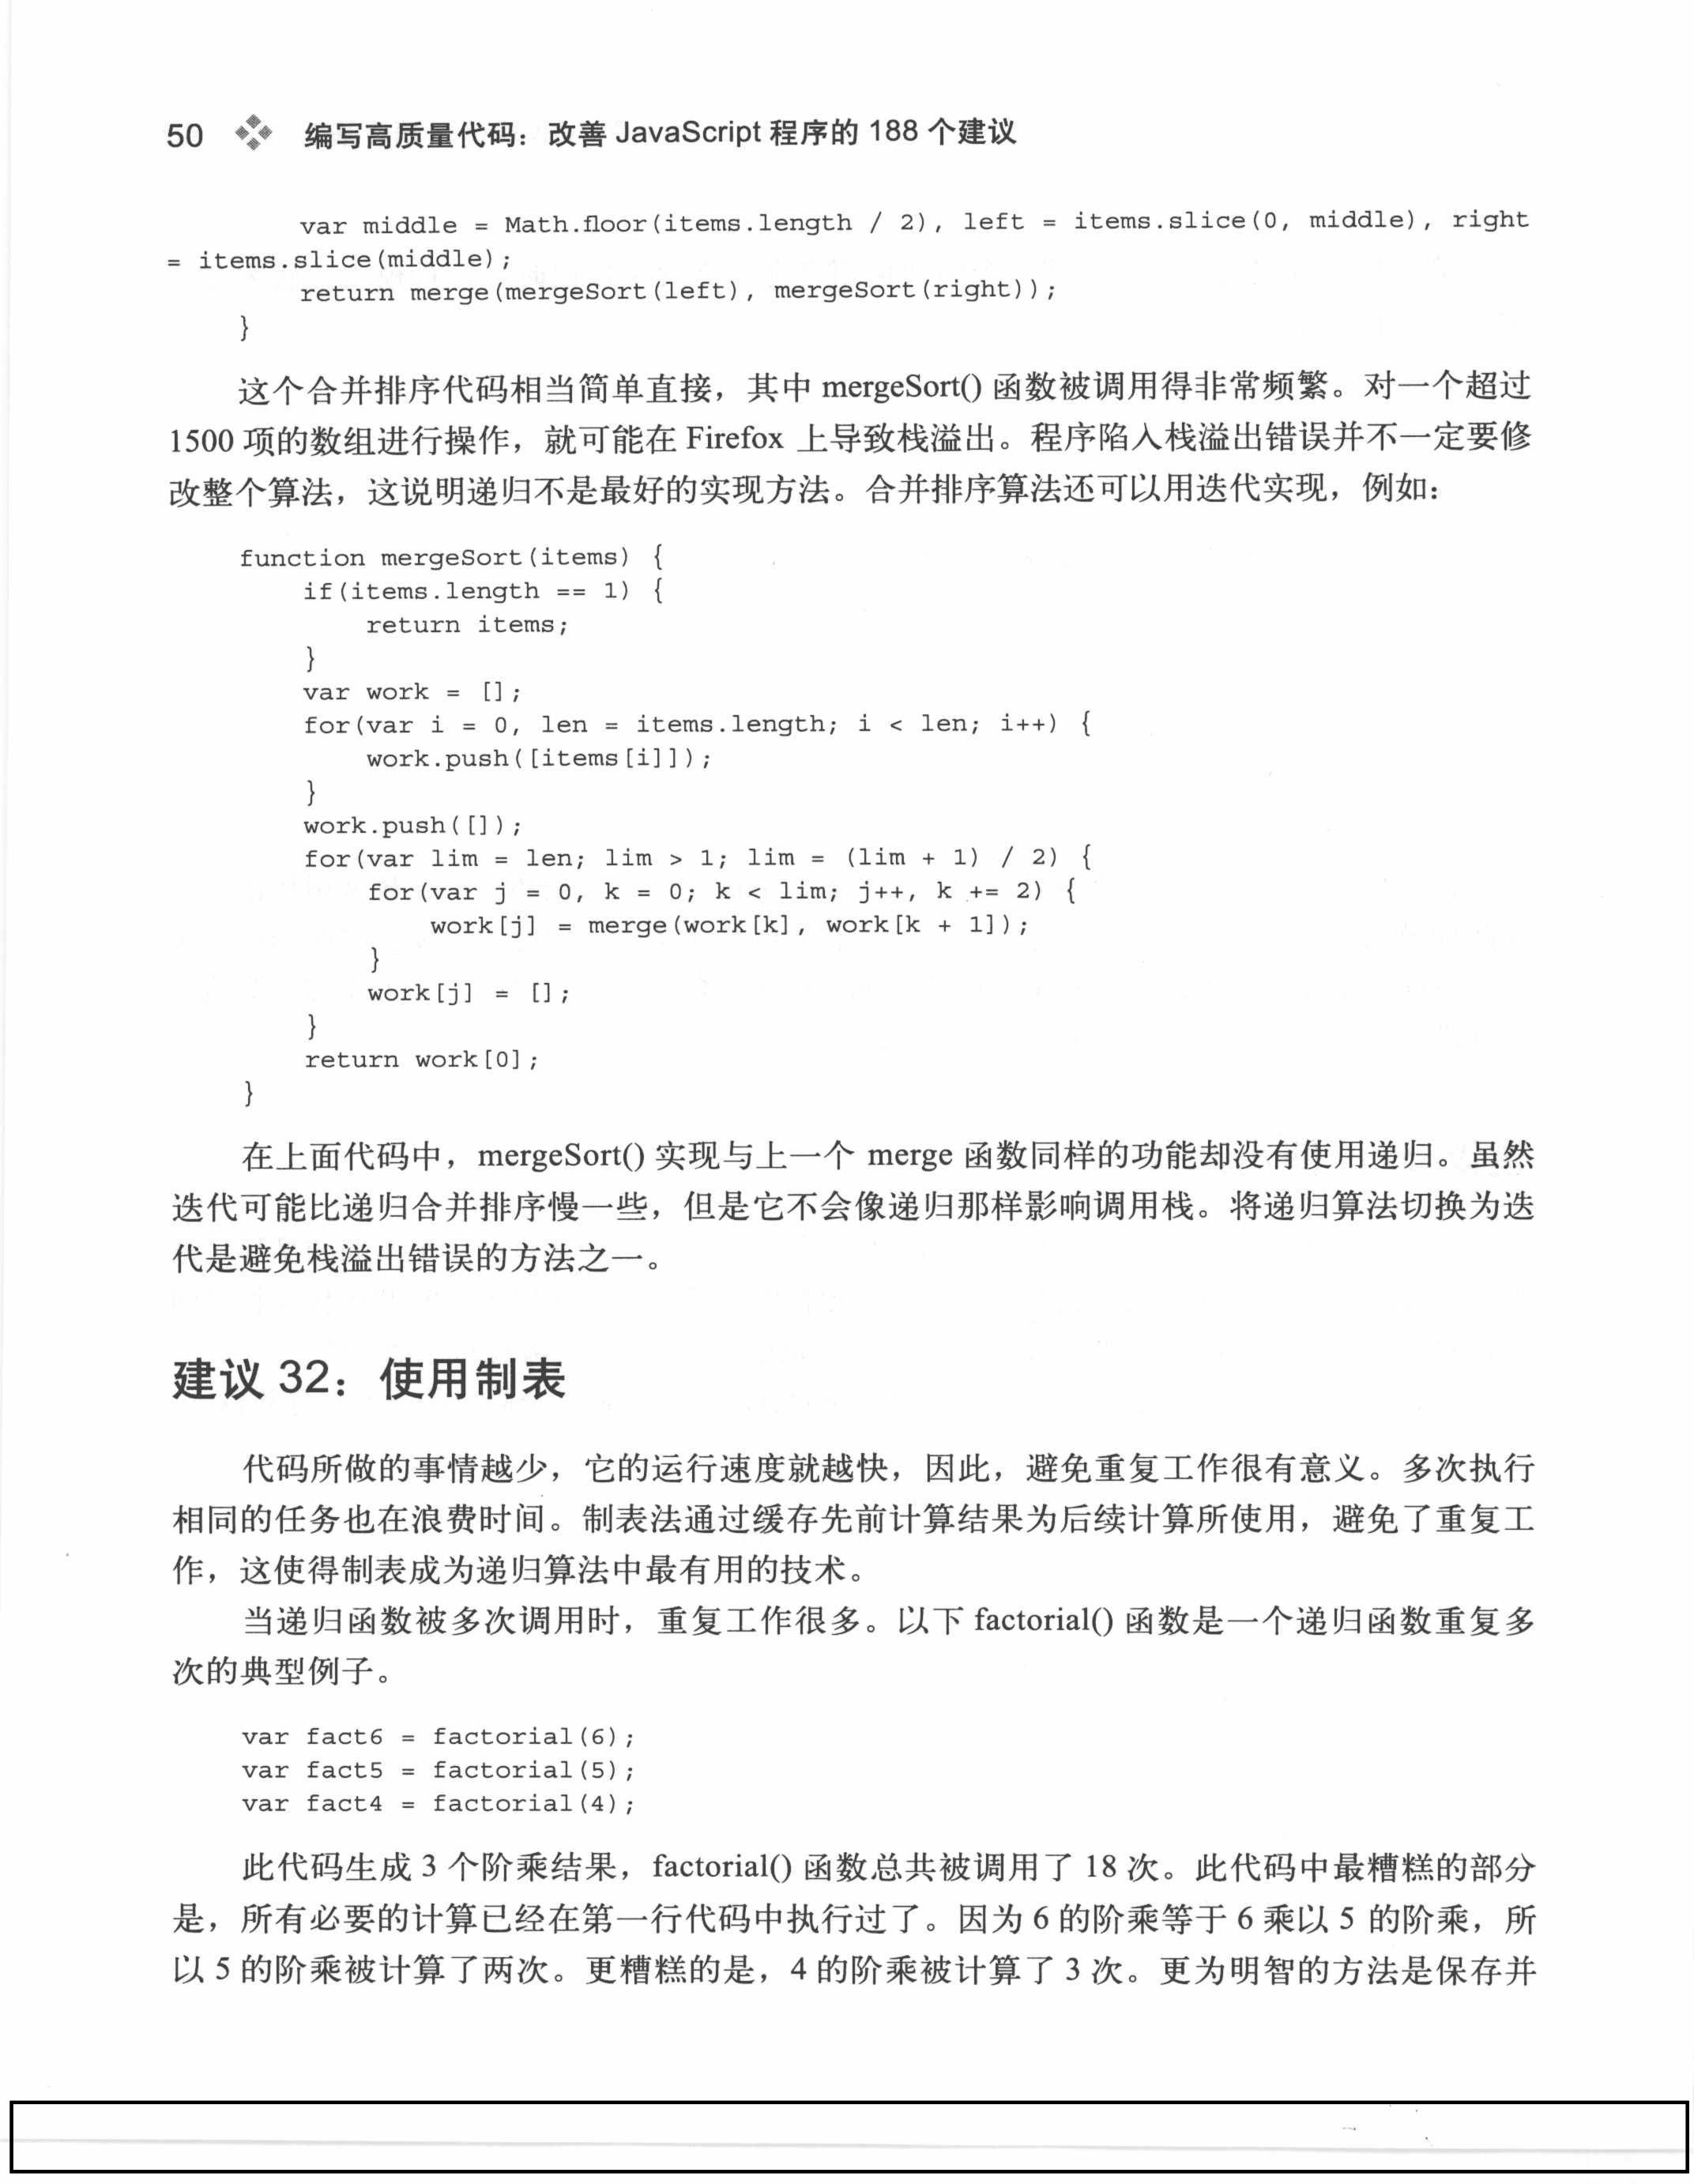 50 编写高质量代码：改善 JavaScript 程序的 188 个建议
var middle = Math.floor(items.length / 2), left = items.slice(0, middle), right
= items.slice(middle);
return merge(mergeSort(left), mergeSort(right));
}
这个合并排序代码相当简单直接，其中 mergeSort() 函数被调用得非常频繁。对一个超过
1500 项的数组进行操作，就可能在 Firefox 上导致栈溢出。程序陷入栈溢出错误并不一定要修
改整个算法，这说明递归不是最好的实现方法。合并排序算法还可以用迭代实现，例如：
function mergeSort(items) {
if(items.length == 1) {
return items;
}
var work = [];
for(var i = 0, len = items.length; i < len; i++) {
work.push([items[i]]);
}
work.push([]);
for(var lim = len; lim > 1; lim = (lim + 1) / 2) {
for(var j = 0, k = 0; k < lim; j++, k += 2) {
work[j] = merge(work[k], work[k + 1]);
}
work[j] = [];
}
return work[0];
}
在上面代码中，mergeSort() 实现与上一个 merge 函数同样的功能却没有使用递归。虽然
迭代可能比递归合并排序慢一些，但是它不会像递归那样影响调用栈。将递归算法切换为迭
代是避免栈溢出错误的方法之一。
建议 32：使用制表
代码所做的事情越少，它的运行速度就越快，因此，避免重复工作很有意义。多次执行
相同的任务也在浪费时间。制表法通过缓存先前计算结果为后续计算所使用，避免了重复工
作，这使得制表成为递归算法中最有用的技术。
当递归函数被多次调用时，重复工作很多。以下 factorial() 函数是一个递归函数重复多
次的典型例子。
var fact6 = factorial(6);
var fact5 = factorial(5);
var fact4 = factorial(4);
此代码生成 3 个阶乘结果，factorial() 函数总共被调用了 18 次。此代码中最糟糕的部分
是，所有必要的计算已经在第一行代码中执行过了。因为 6 的阶乘等于 6 乘以 5 的阶乘，所
以 5 的阶乘被计算了两次。更糟糕的是，4 的阶乘被计算了 3 次。更为明智的方法是保存并